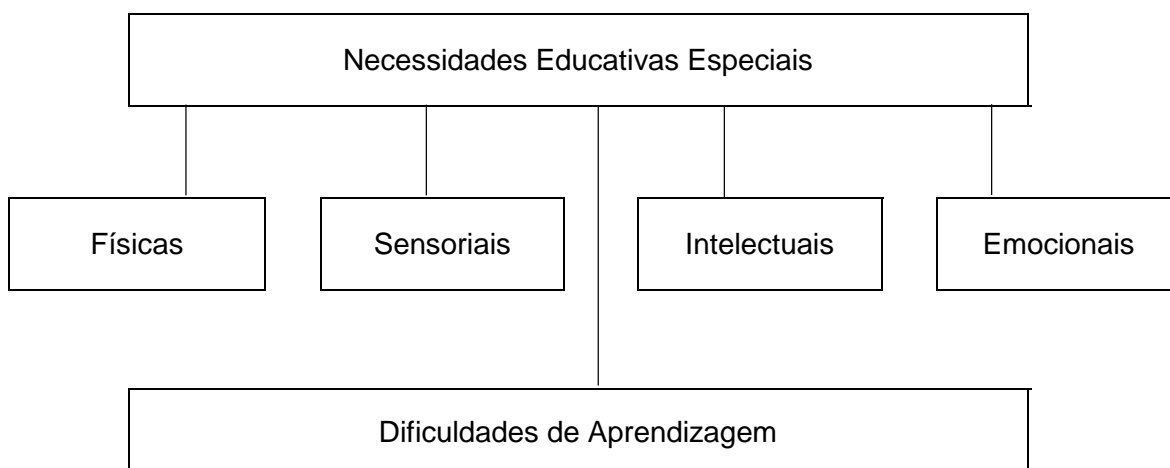 Necessidades Educativas Especiais
Físicas
Sensoriais
Intelectuais
Emocionais
Dificuldades de Aprendizagem